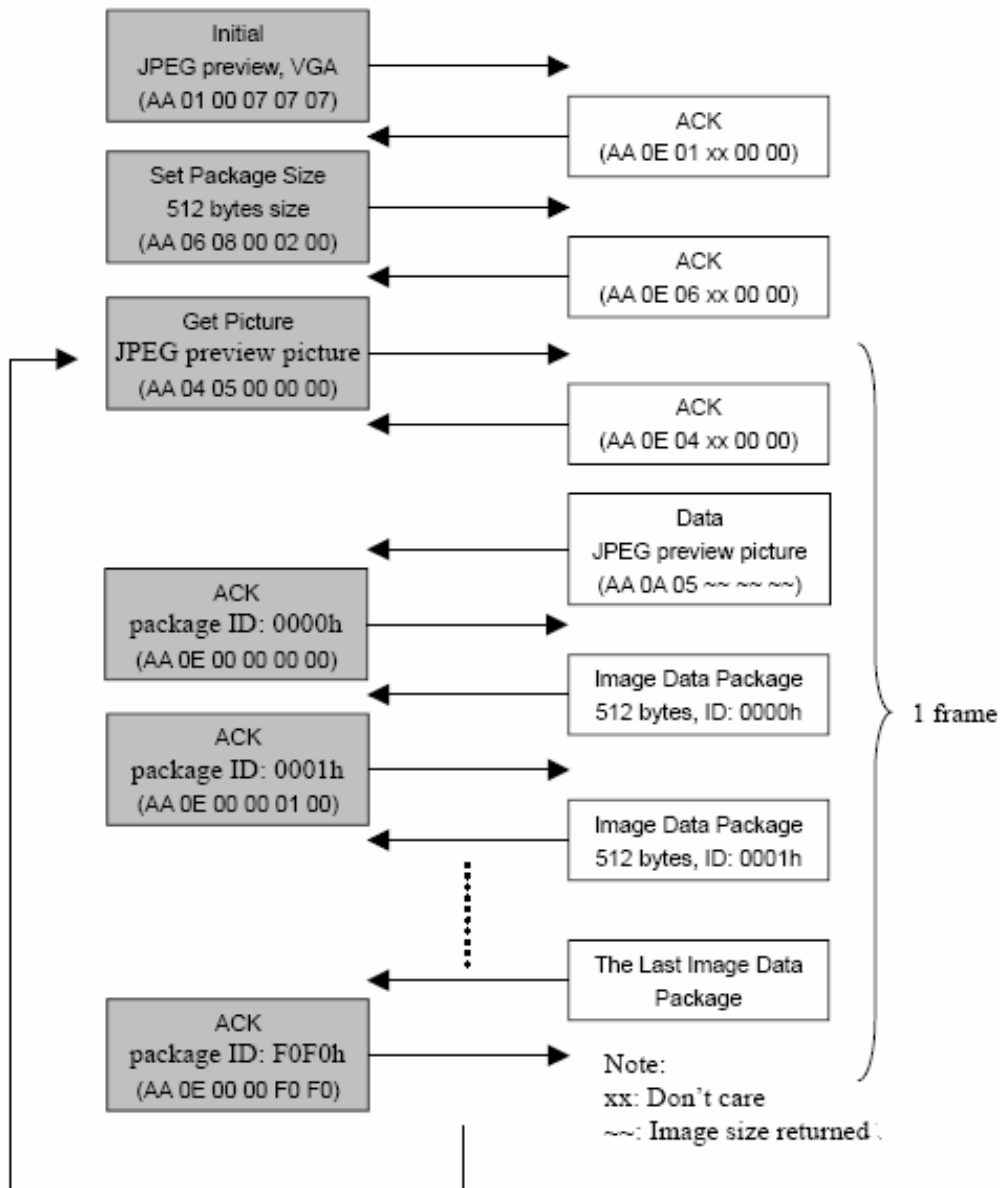 Initial
JPEG preview, VGA
(AA 01 00 07 07 07)
ACK
(AA 0E 01 xx 00 00)
Set Package Size
512 bytes size
(AA 06 08 00 02 00)
ACK
(AA 0E 06 xx 00 00)
Get Picture
JPEG preview picture
(AA 04 05 00 00 00)
ACK
(AA 0E 04 xx 00 00)
Data
JPEG preview picture
(AA 0A 05 ~~ ~~ ~~)
ACK
package ID: 0000h
(AA 0E 00 00 00 00)
Image Data Package
512 bytes, ID: 0000h
1 frame
ACK
package ID: 0001h
(AA 0E 00 00 01 00)
Image Data Package
512 bytes, ID: 0001h
The Last Image Data
Package
ACK
package ID: F0F0h
(AA 0E 00 00 F0 F0)
Note:
xx: Don't care
~~: Image size returned